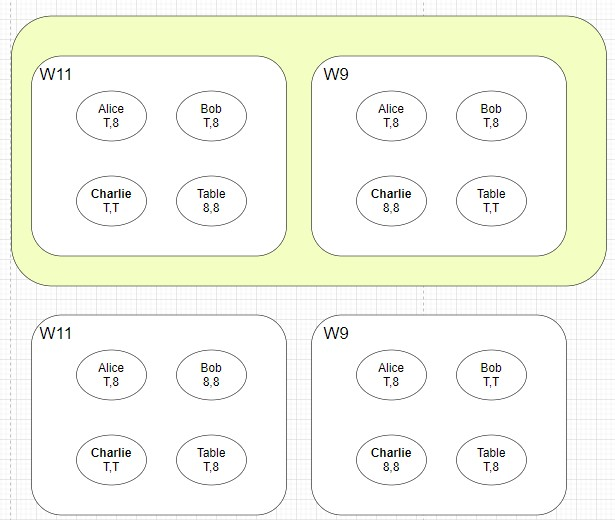 W11
Alice
T,8
Bob
T,8
Charlie
T,T
Table
8,8
W9
Alice
T,8
Bob
T,8
Charlie
8,8
Table
T,T
W11
Alice
T,8
Bob
8,8
Charlie
T,T
Table
T,8
W9
Alice
T,8
Bob
T,T
Charlie
8,8
Table
T,8